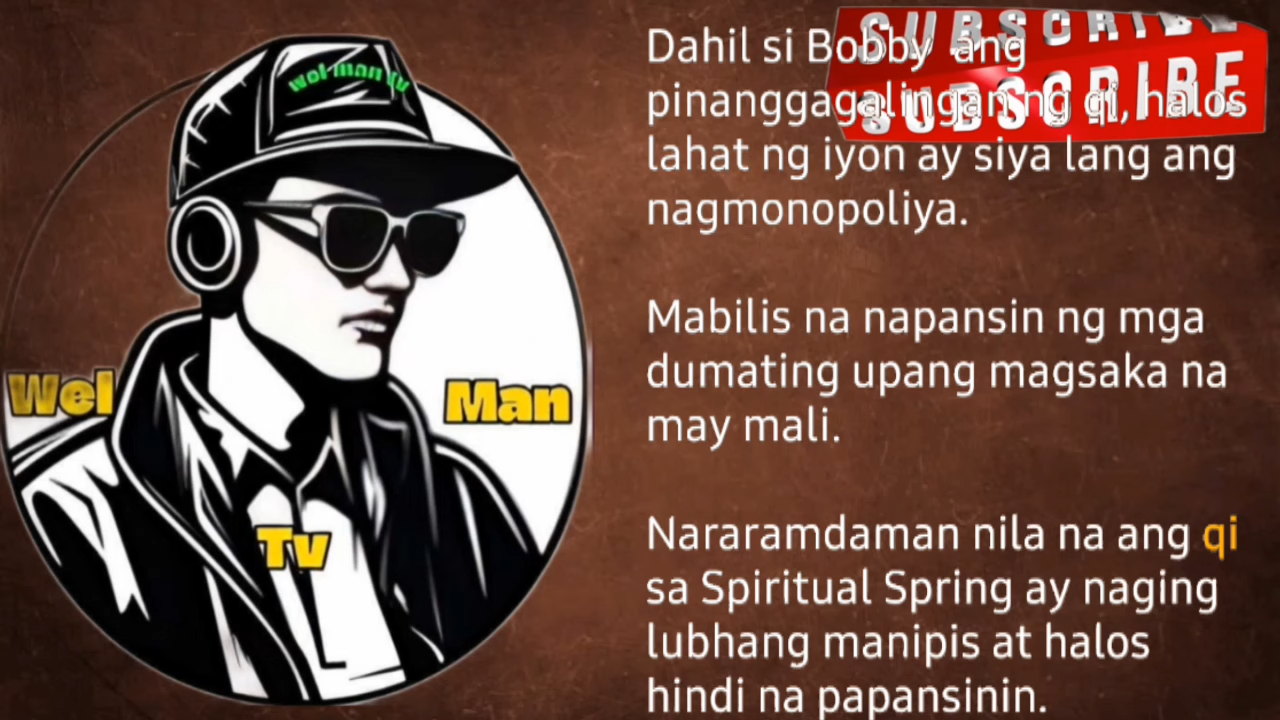 wel man tv
Wel
Man
Tv
SUBSCRIBE
SUBSCRIBE
Dahil si Bobby ang
pinanggagalingan ng qi, halos
lahat ng iyon ay siya lang ang
nagmonopoliya.
Mabilis na napansin ng mga
dumating upang magsaka na
may mali.
Nararamdaman nila na ang qi
sa Spiritual Spring ay naging
lubhang manipis at halos
hindi na papansinin.